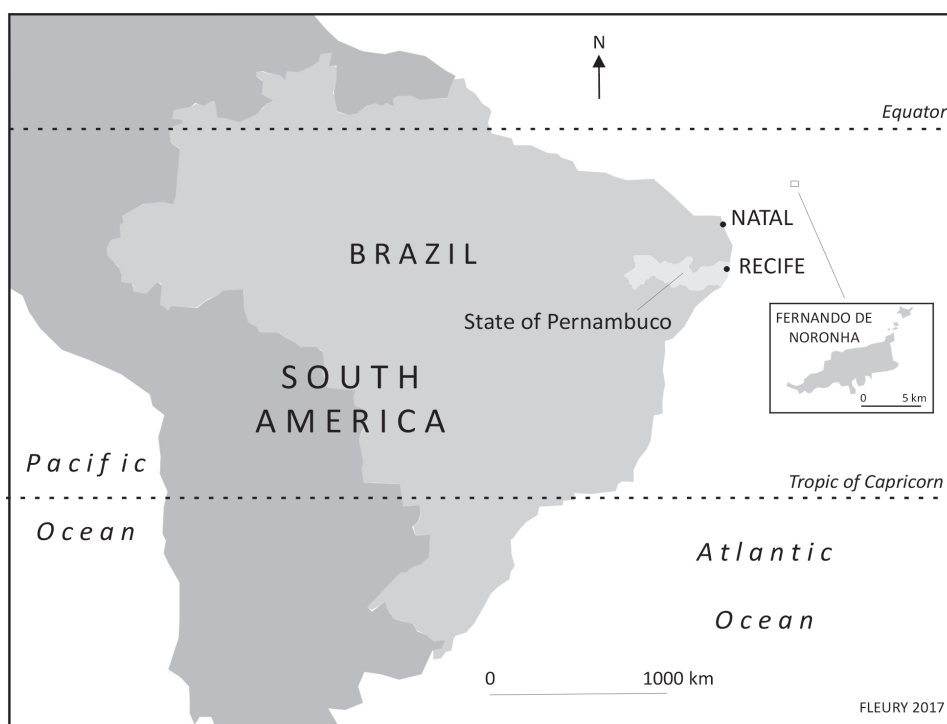 N
Equator
NATAL
BRAZIL
RECIFE
State of Pernambuco
FERNANDO DE
NORONHA
0 5 km
SOUTH
AMERICA
Pacific
Ocean
Tropic of Capricorn
Atlantic
Ocean
0 1000 km
FLEURY 2017